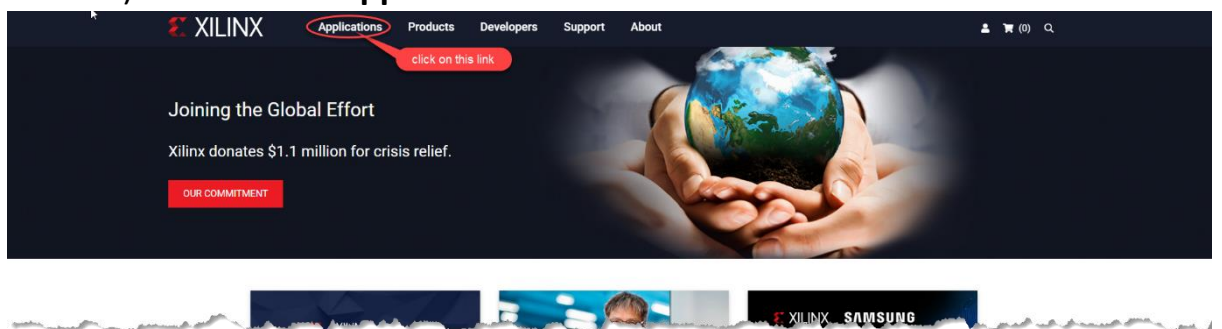 XILINX Applications Products Developers Support About (0)
click on this link
Joining the Global Effort
Xilinx donates $1.1 million for crisis relief.
OUR COMMITMENT
XILINX SAMSUNG